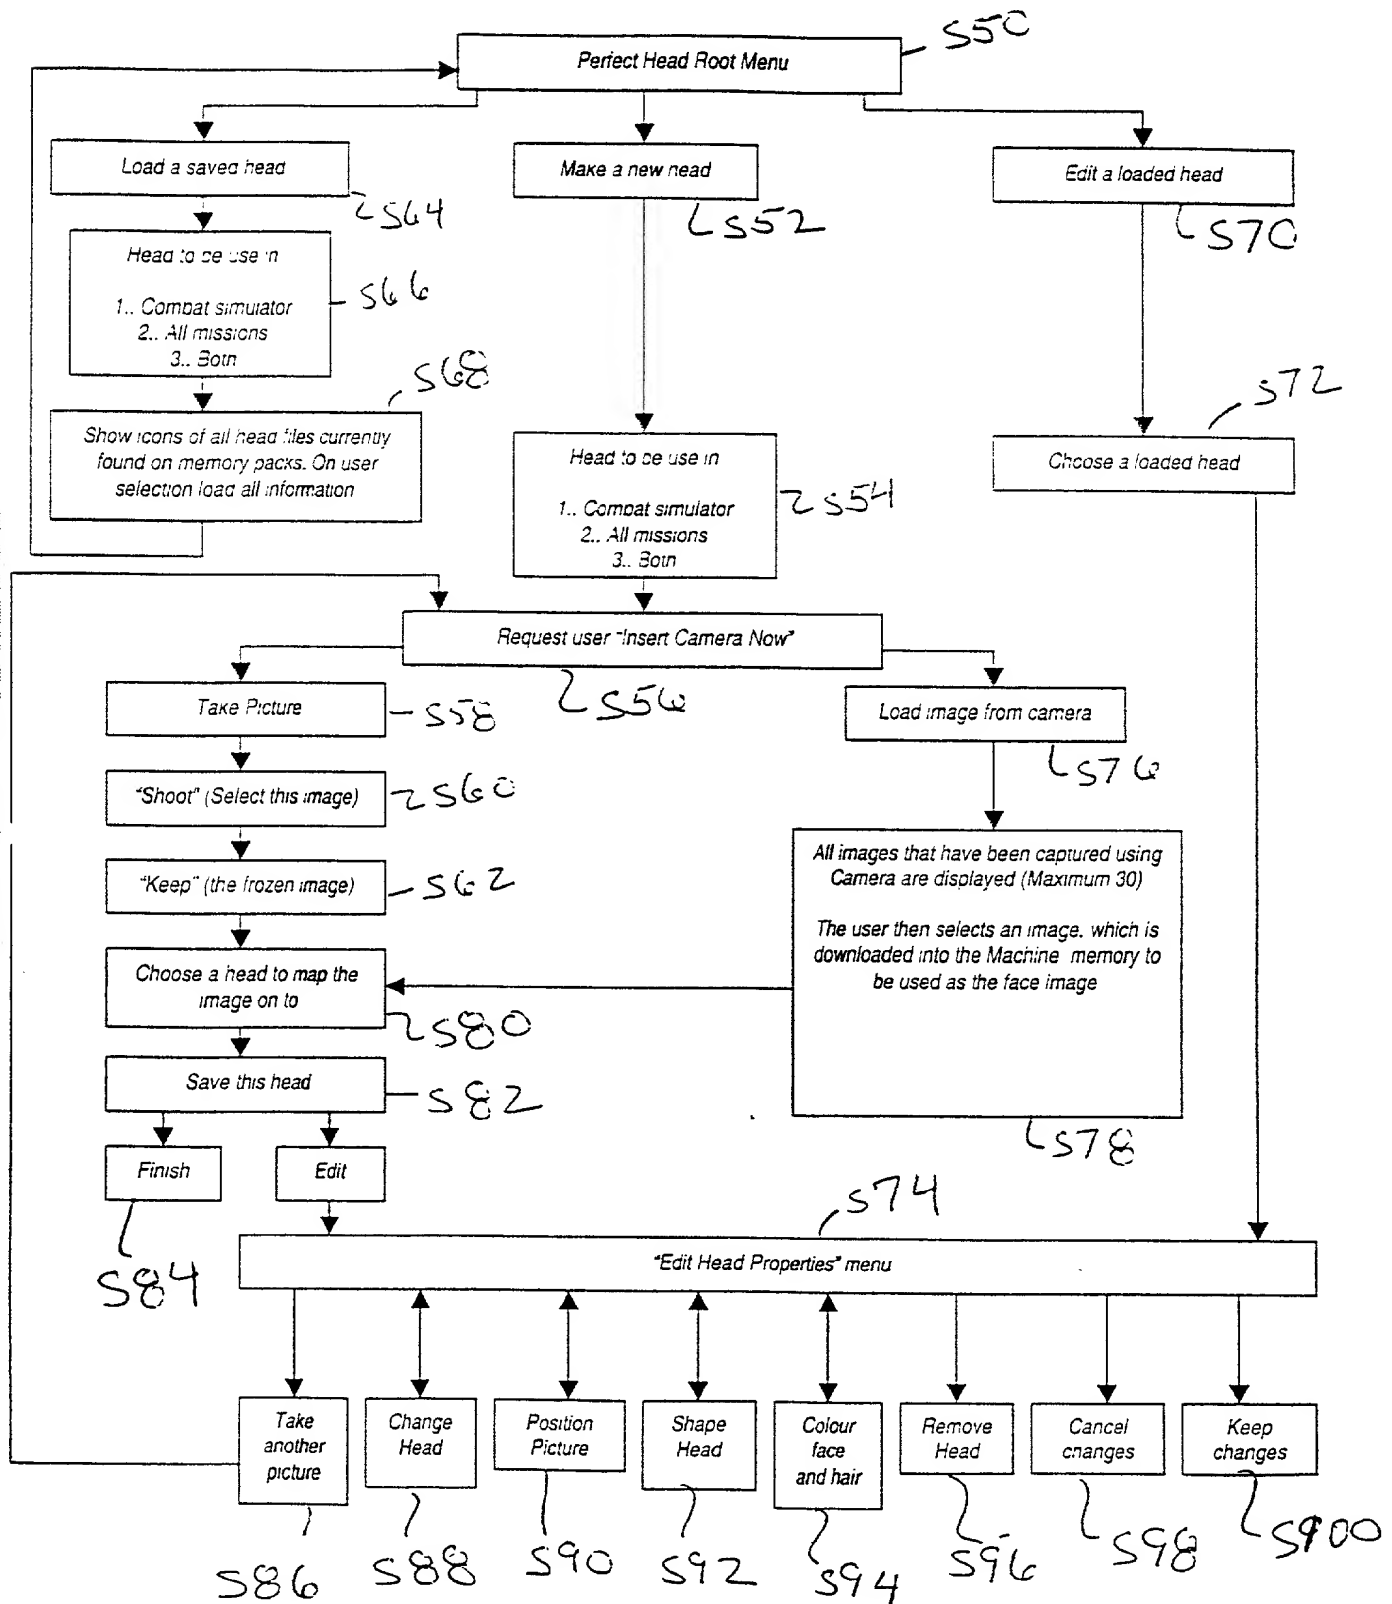 Perfect Head Root Menu
S50
Load a saved head
S64
Make a new head
S52
Edit a loaded head
S70
Head to be use in
1.. Combat simulator
2.. All missions
3.. Both
S66
S68
Show icons of all head files currently
found on memory packs. On user
selection load all information
Head to be use in
1.. Combat simulator
2.. All missions
3.. Both
S54
S72
Choose a loaded head
Request user "Insert Camera Now"
S56
Take Picture
S58
Load image from camera
S76
"Shoot" (Select this image)
S60
"Keep" (the frozen image)
S62
All images that have been captured using
Camera are displayed (Maximum 30)
The user then selects an image. which is
downloaded into the Machine memory to
be used as the face image
S78
Choose a head to map the
image on to
S80
Save this head
S82
Finish
S84
Edit
S74
"Edit Head Properties" menu
Take
another
picture
S86
Change
Head
S88
Position
Picture
S90
Shape
Head
S92
Colour
face
and hair
S94
Remove
Head
S96
Cancel
changes
S98
Keep
changes
S100